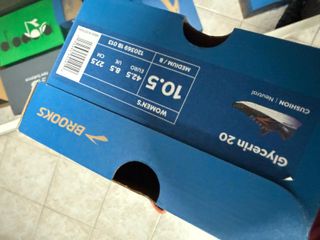 Glycerin 20
CUSHION | Neutral
WOMEN'S
10.5
MEDIUM / B
EURO 42.5
UK 8.5
CM 27.5
120369 1B 012
BROOKS